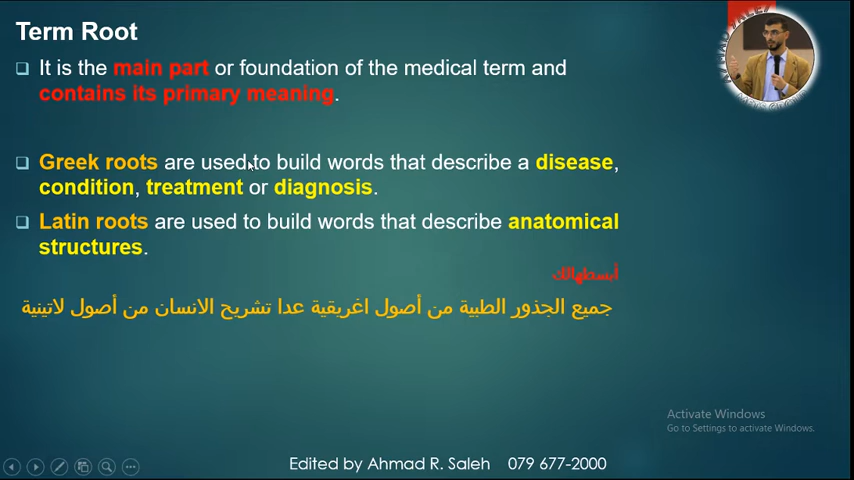 Term Root
It is the main part or foundation of the medical term and
contains its primary meaning.
Greek roots are used to build words that describe a disease,
condition, treatment or diagnosis.
Latin roots are used to build words that describe anatomical
structures.
أبسطهالك
جميع الجذور الطبية من أصول اغريقية عدا تشريح الانسان من أصول لاتينية
Activate Windows
Go to Settings to activate Windows.
Edited by Ahmad R. Saleh 079 677-2000